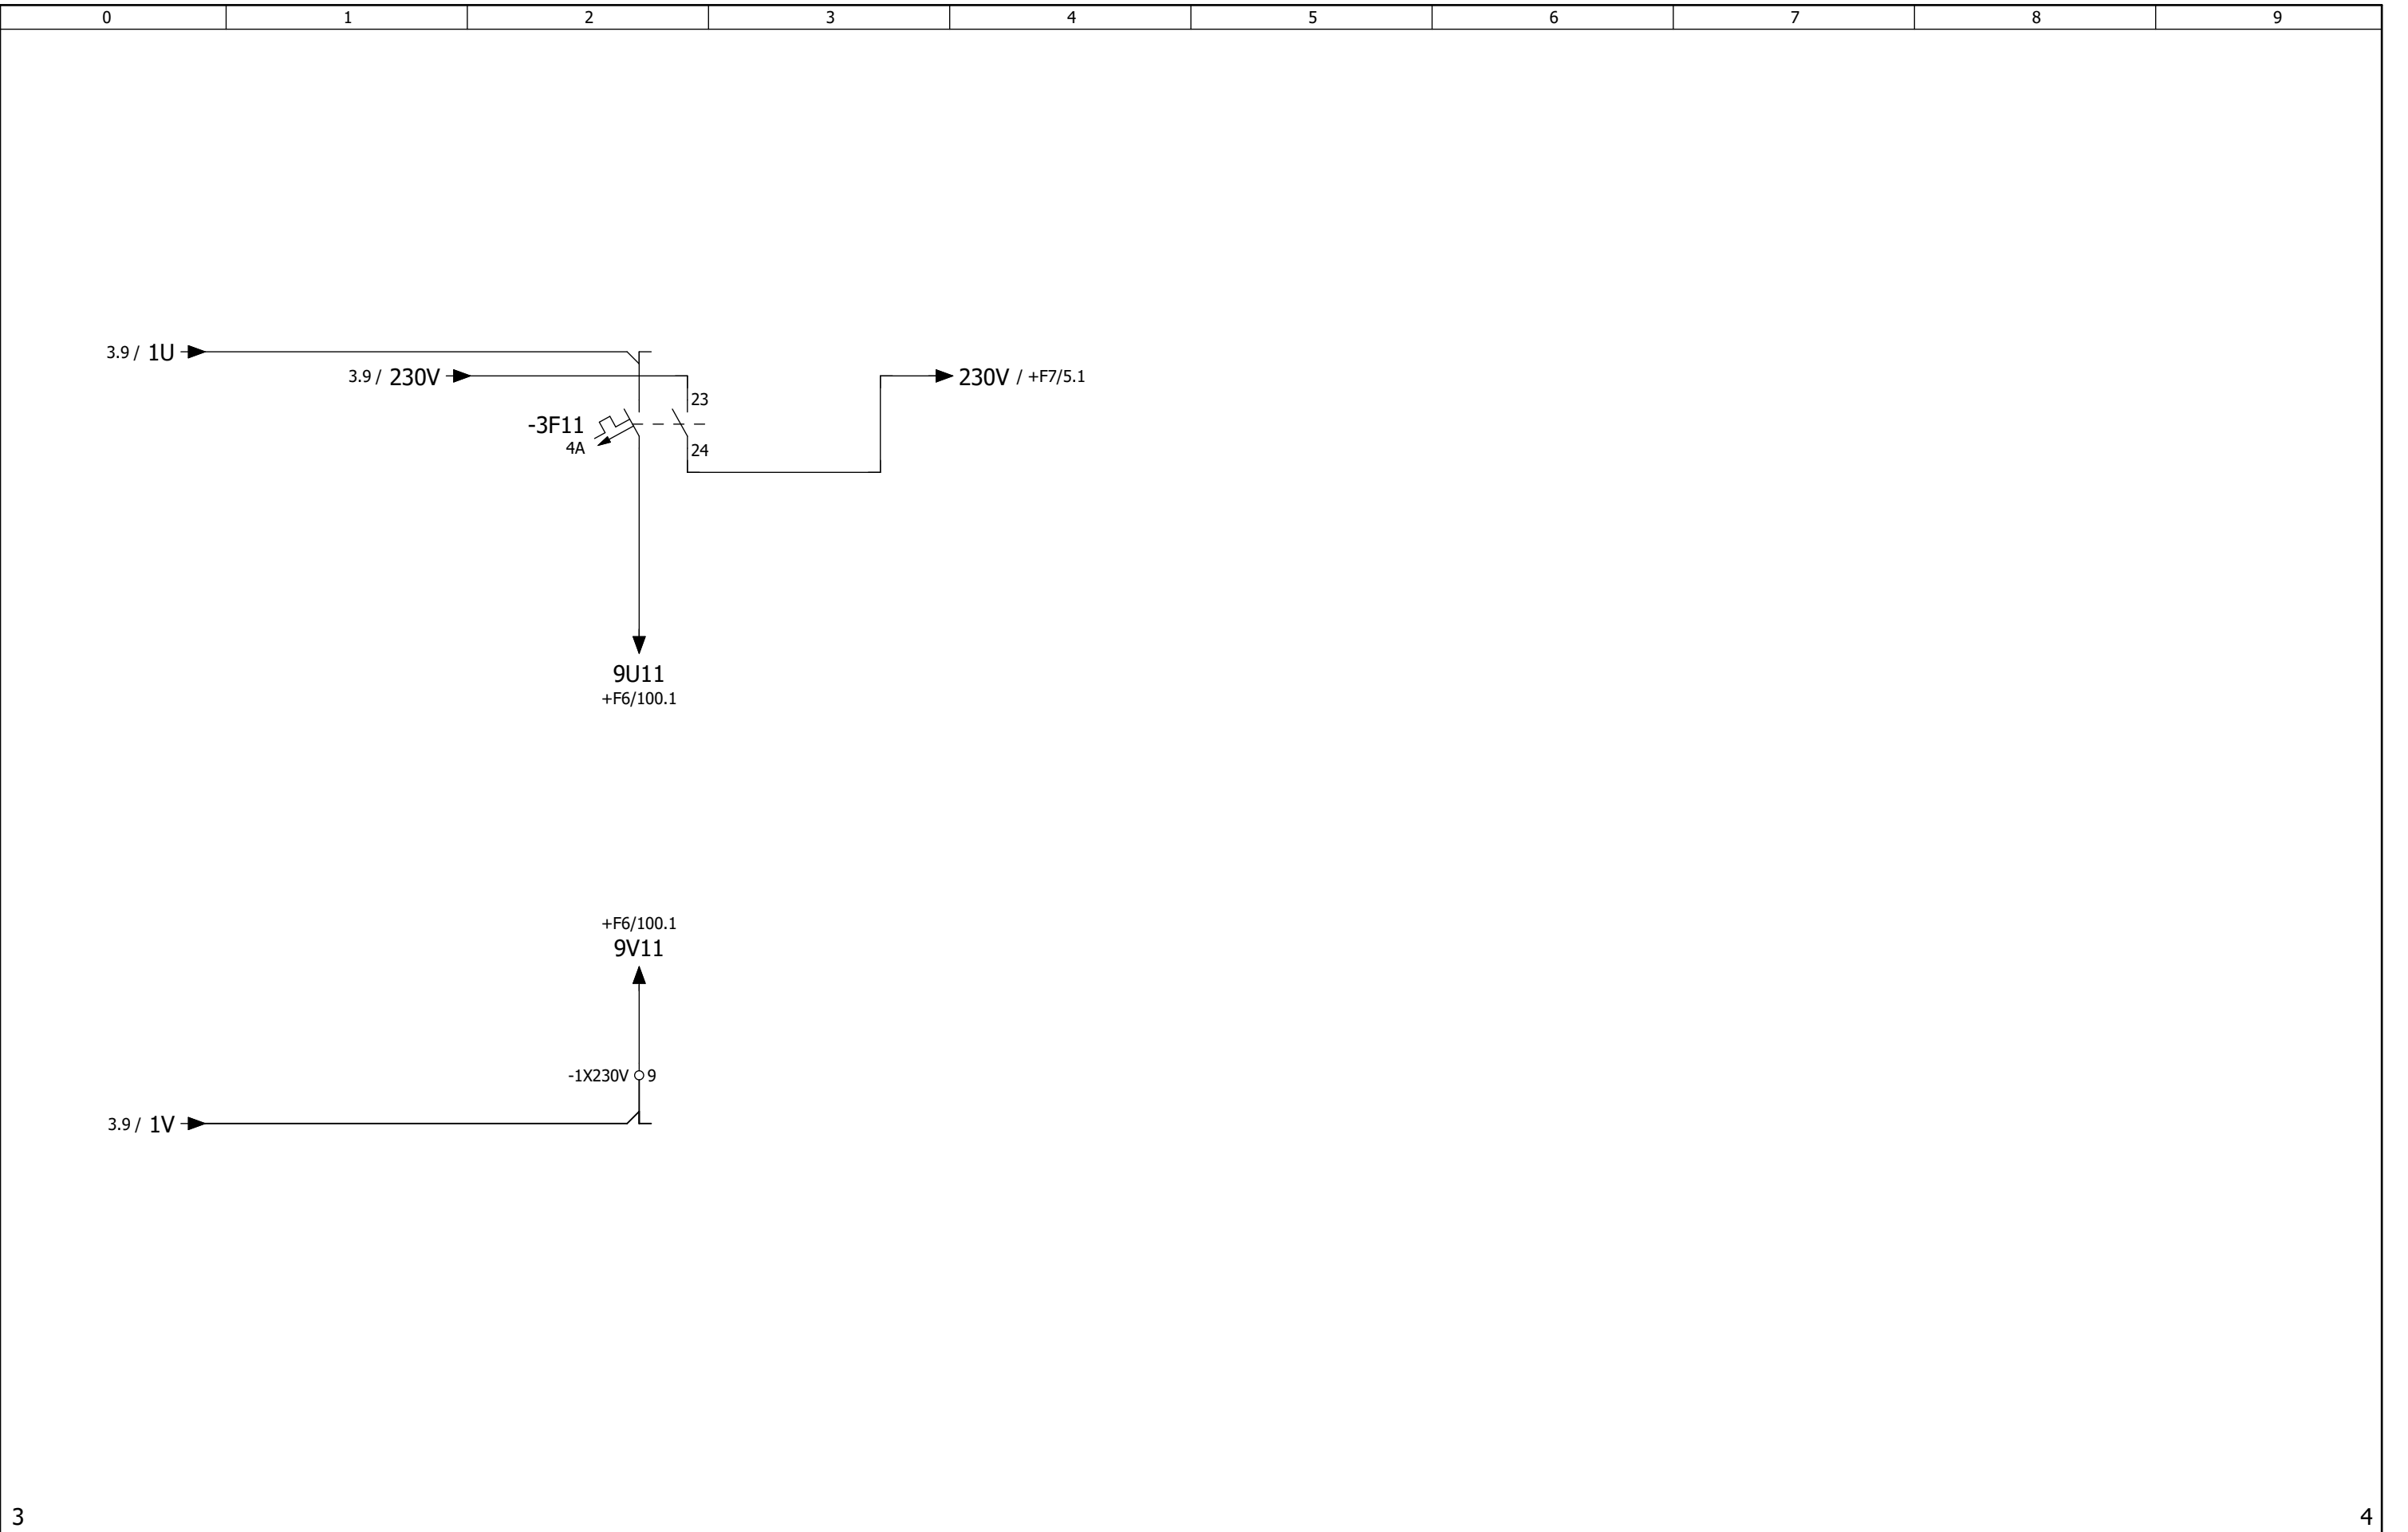 0 1 2 3 4 5 6 7 8 9
3.9 / 1U
3.9 / 230V
230V / +F7/5.1
23
-3F11
4A
24
9U11
+F6/100.1
+F6/100.1
9V11
-1X230V 9
3.9 / 1V
3 4